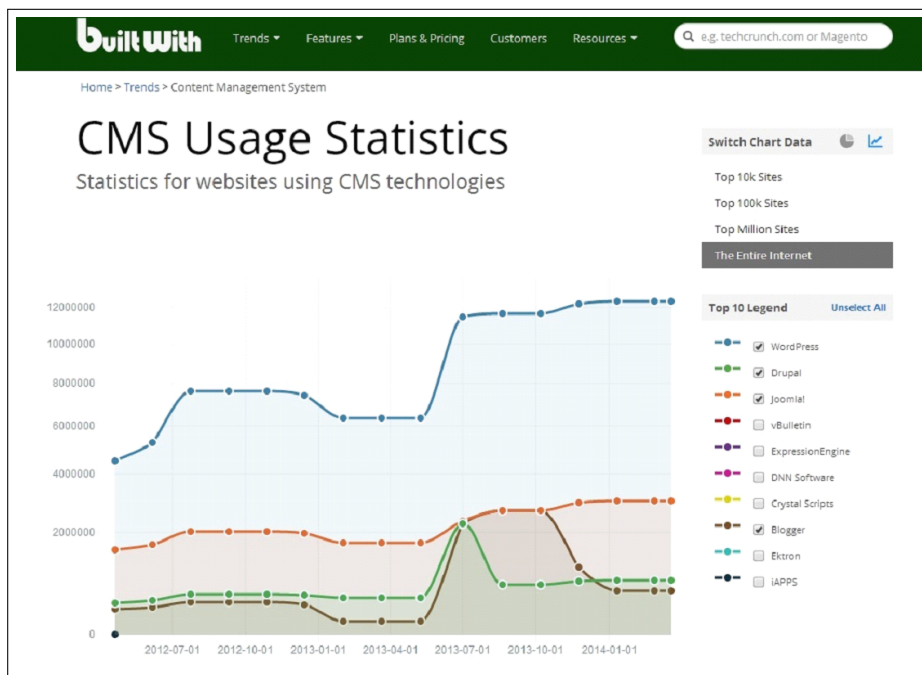 built With
Trends Features Plans & Pricing Customers Resources
e.g. techcrunch.com or Magento
Home > Trends > Content Management System
CMS Usage Statistics
Statistics for websites using CMS technologies
Switch Chart Data
Top 10k Sites
Top 100k Sites
Top Million Sites
The Entire Internet
12000000
10000000
8000000
6000000
4000000
2000000
0
2012-07-01 2012-10-01 2013-01-01 2013-04-01 2013-07-01 2013-10-01 2014-01-01
Top 10 Legend Unselect All
WordPress
Drupal
Joomla!
vBulletin
ExpressionEngine
DNN Software
Crystal Scripts
Blogger
Ektron
iAPPS